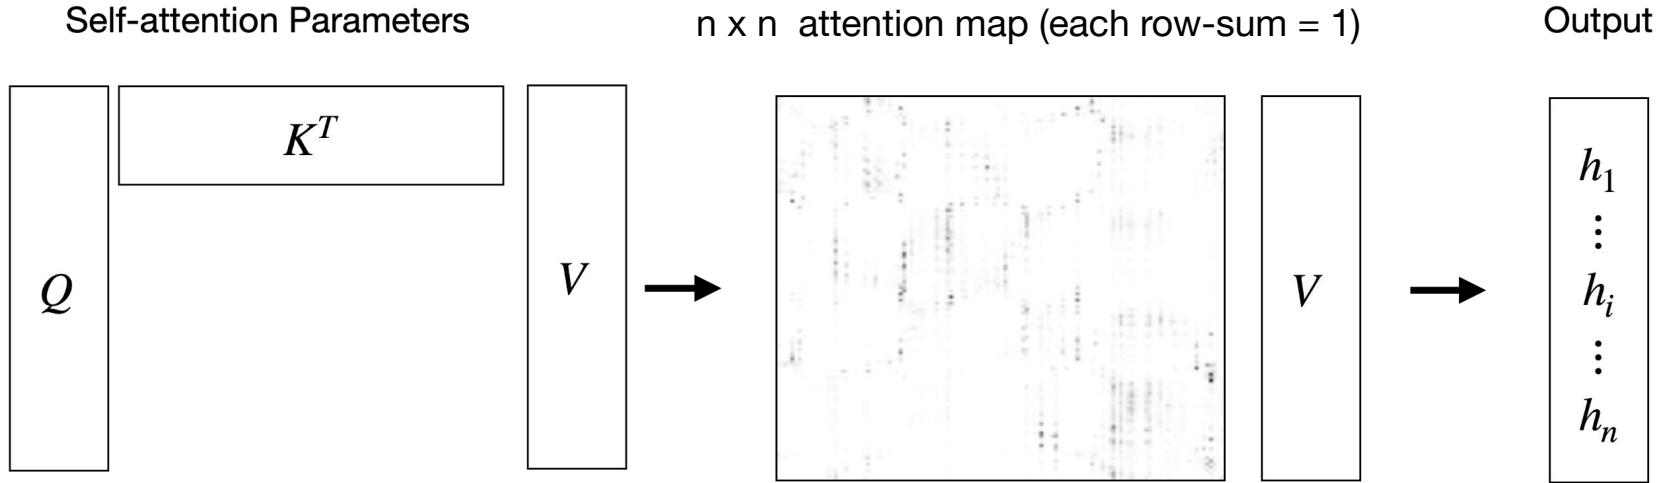 Self-attention Parameters
n x n attention map (each row-sum = 1)
Output
Q
K^T
V
V
h_1
⋮
h_i
⋮
h_n